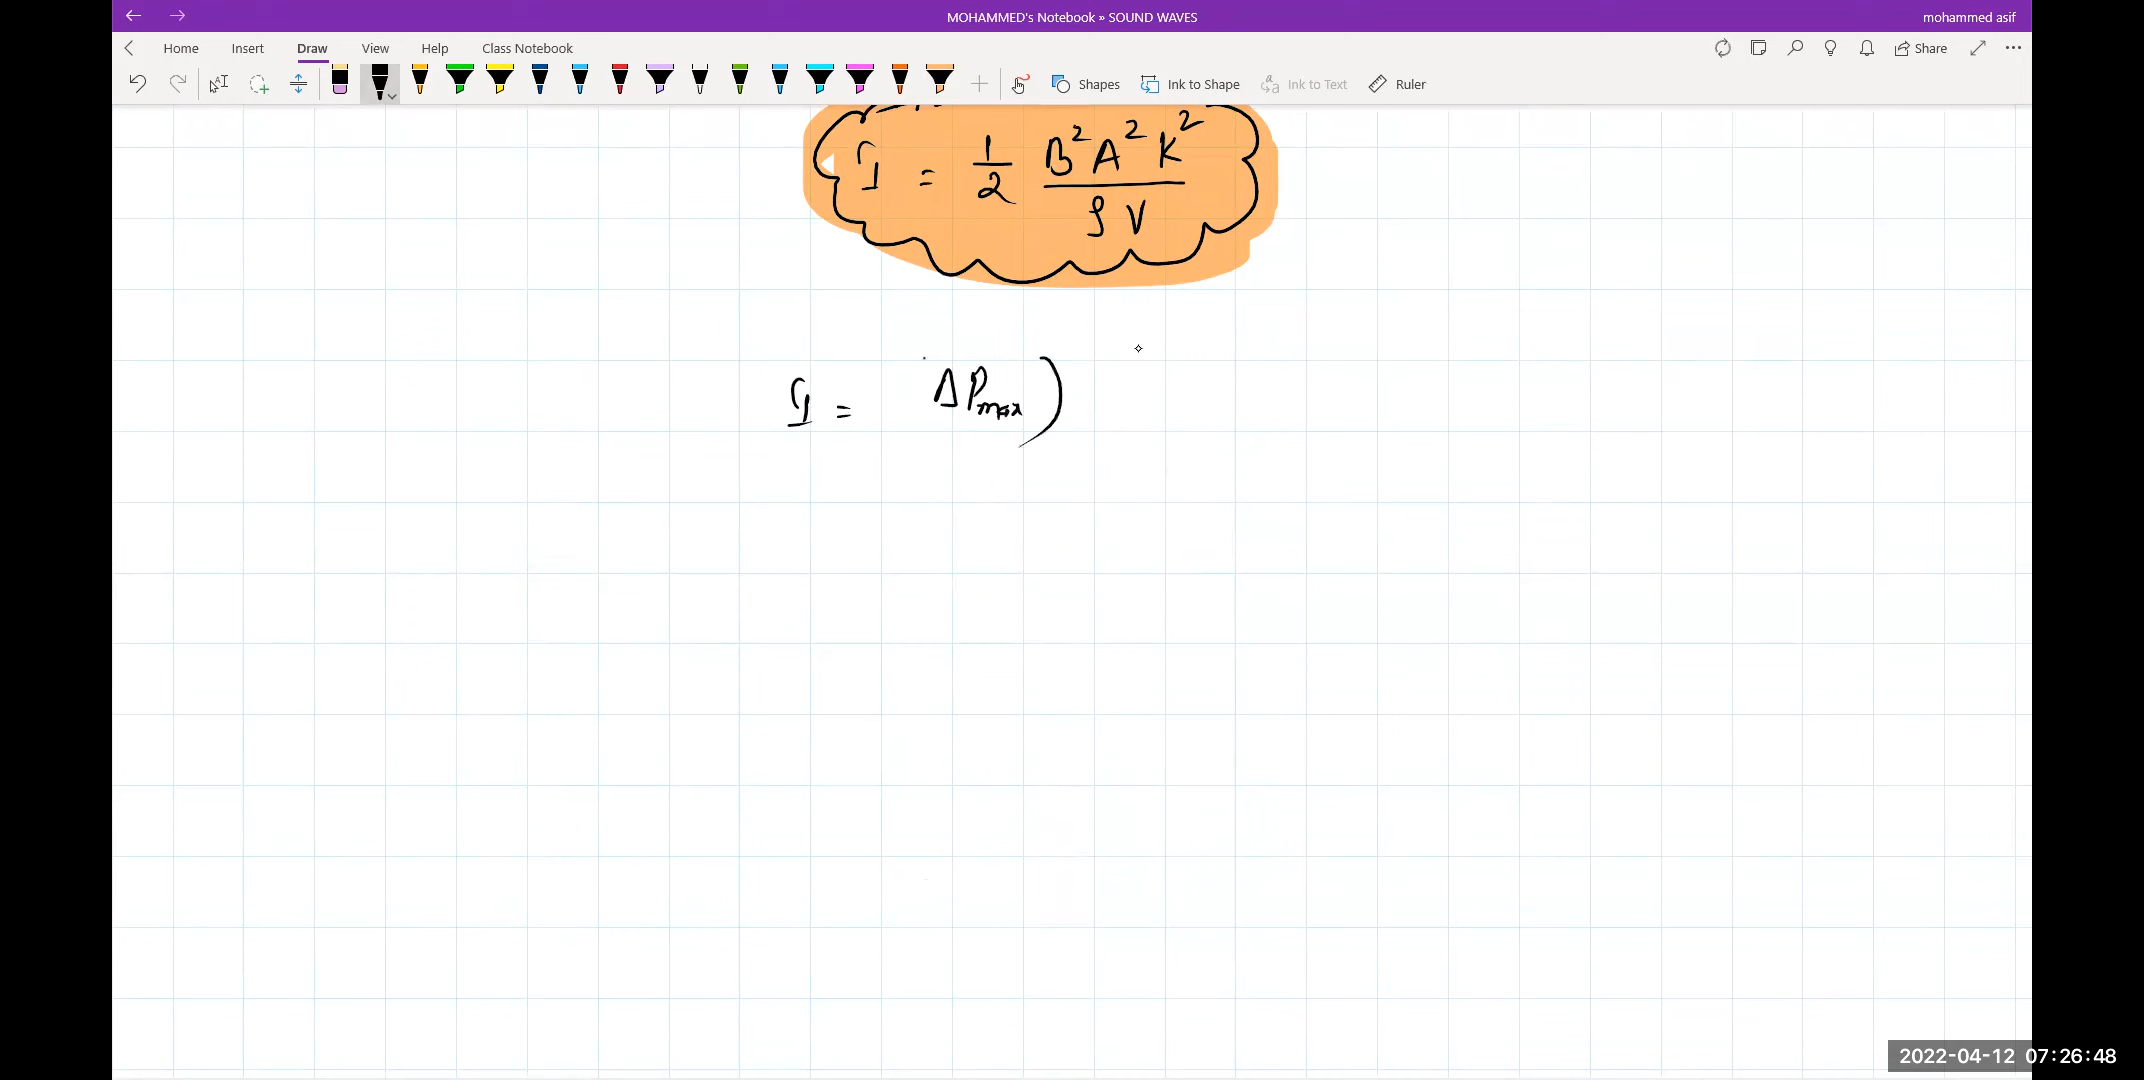 MOHAMMED's Notebook » SOUND WAVES
mohammed asif
Home Insert Draw View Help Class Notebook
Share
Shapes Ink to Shape Ink to Text Ruler
I = 1/2 B²A²K²/ρV
I = ΔPmax)
2022-04-12 07:26:48